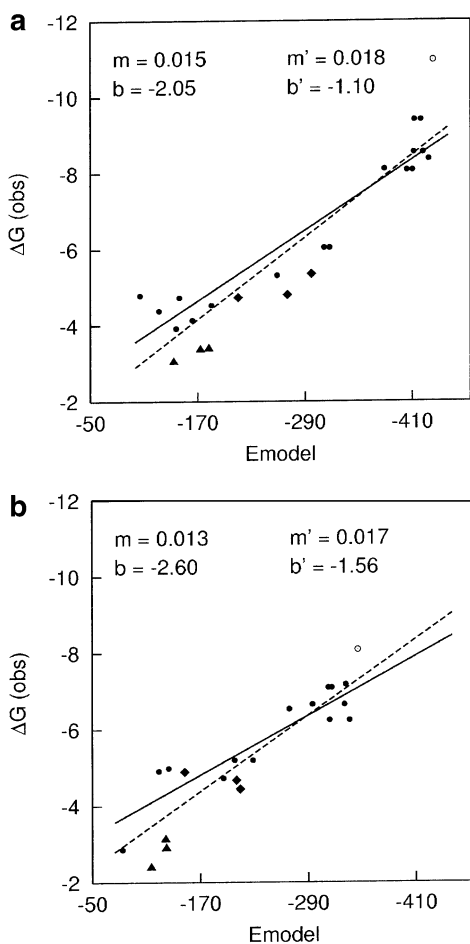 a
-12
m = 0.015 m' = 0.018
b = -2.05 b' = -1.10
-10
-8
ΔG (obs)
-6
-4
-2
-50 -170 -290 -410
Emodel
b
-12
m = 0.013 m' = 0.017
b = -2.60 b' = -1.56
-10
-8
ΔG (obs)
-6
-4
-2
-50 -170 -290 -410
Emodel